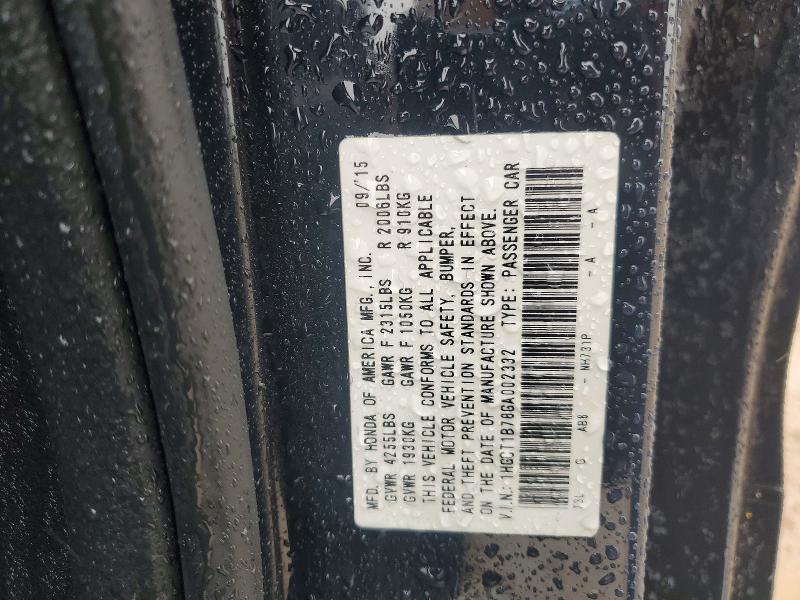 MFD. BY HONDA OF AMERICA MFG., INC. 09/'15
GVWR 4255LBS GAWR F 2315LBS R 2006LBS
GVWR 1930KG GAWR F 1050KG R 910KG
THIS VEHICLE CONFORMS TO ALL APPLICABLE
FEDERAL MOTOR VEHICLE SAFETY, BUMPER,
AND THEFT PREVENTION STANDARDS IN EFFECT
ON THE DATE OF MANUFACTURE SHOWN ABOVE.
V.I.N.: 1HGCT1B78GA002332 TYPE: PASSENGER CAR
G AB8 - NH731P - A - A